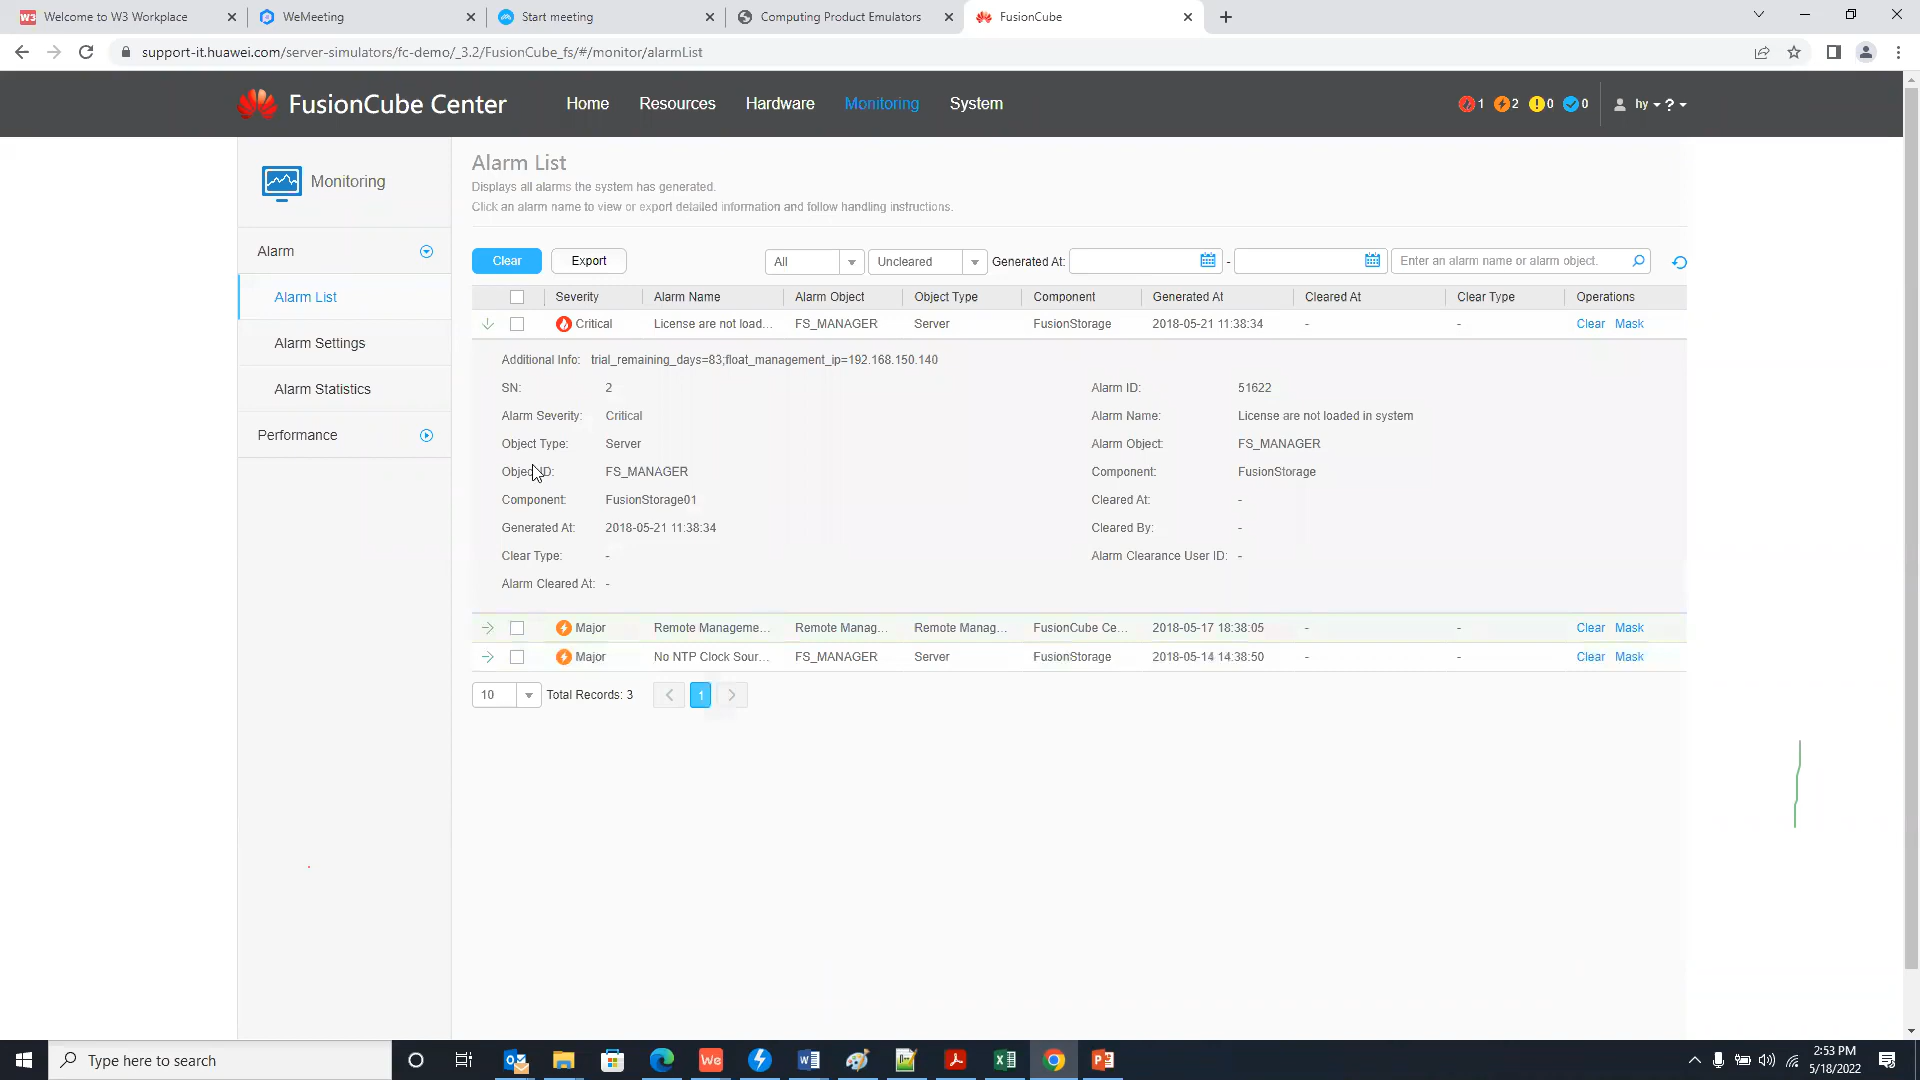 W3 Welcome to W3 Workplace WeMeeting Start meeting Computing Product Emulators FusionCube
support-it.huawei.com/server-simulators/fc-demo/_3.2/FusionCube_fs/#/monitor/alarmList
FusionCube Center Home Resources Hardware Monitoring System 1 2 0 0 hy ?
Monitoring
Alarm
Alarm List
Alarm Settings
Alarm Statistics
Performance
Alarm List
Displays all alarms the system has generated.
Click an alarm name to view or export detailed information and follow handling instructions.
Clear Export All Uncleared Generated At: - Enter an alarm name or alarm object.
Severity Alarm Name Alarm Object Object Type Component Generated At Cleared At Clear Type Operations
Critical License are not load... FS_MANAGER Server FusionStorage 2018-05-21 11:38:34 - - Clear Mask
Additional Info: trial_remaining_days=83;float_management_ip=192.168.150.140
SN: 2 Alarm ID: 51622
Alarm Severity: Critical Alarm Name: License are not loaded in system
Object Type: Server Alarm Object: FS_MANAGER
Object ID: FS_MANAGER Component: FusionStorage
Component: FusionStorage01 Cleared At: -
Generated At: 2018-05-21 11:38:34 Cleared By: -
Clear Type: - Alarm Clearance User ID: -
Alarm Cleared At: -
Major Remote Manageme... Remote Manag... Remote Manag... FusionCube Ce... 2018-05-17 18:38:05 - - Clear Mask
Major No NTP Clock Sour... FS_MANAGER Server FusionStorage 2018-05-14 14:38:50 - - Clear Mask
10 Total Records: 3 1
Type here to search We 2:53 PM
5/18/2022